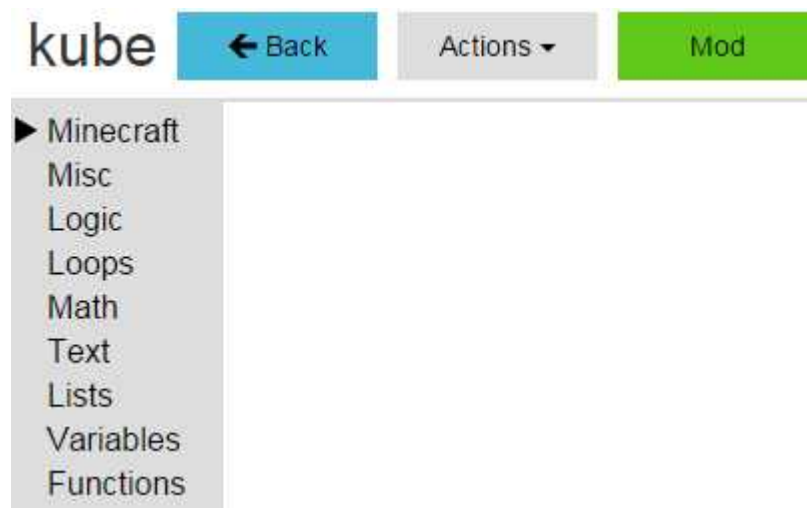 kube Back Actions Mod
Minecraft
Misc
Logic
Loops
Math
Text
Lists
Variables
Functions